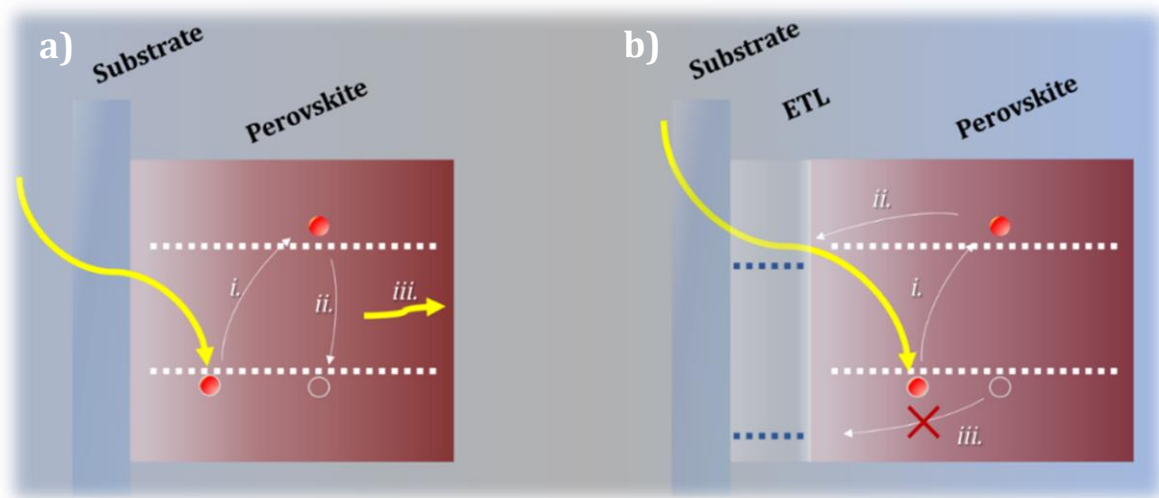 a)
Substrate
Perovskite
i.
ii.
iii.
b)
Substrate
ETL
Perovskite
ii.
i.
iii.